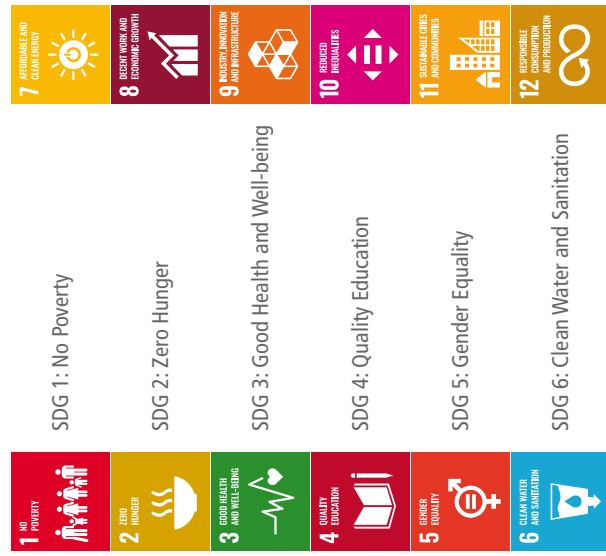 1 NO
POVERTY
SDG 1: No Poverty
7 AFFORDABLE AND
CLEAN ENERGY
2 ZERO
HUNGER
SDG 2: Zero Hunger
8 DECENT WORK AND
ECONOMIC GROWTH
3 GOOD HEALTH
AND WELL-BEING
SDG 3: Good Health and Well-being
9 INDUSTRY, INNOVATION
AND INFRASTRUCTURE
4 QUALITY
EDUCATION
SDG 4: Quality Education
10 REDUCED
INEQUALITIES
5 GENDER
EQUALITY
SDG 5: Gender Equality
11 SUSTAINABLE CITIES
AND COMMUNITIES
6 CLEAN WATER
AND SANITATION
SDG 6: Clean Water and Sanitation
12 RESPONSIBLE
CONSUMPTION
AND PRODUCTION